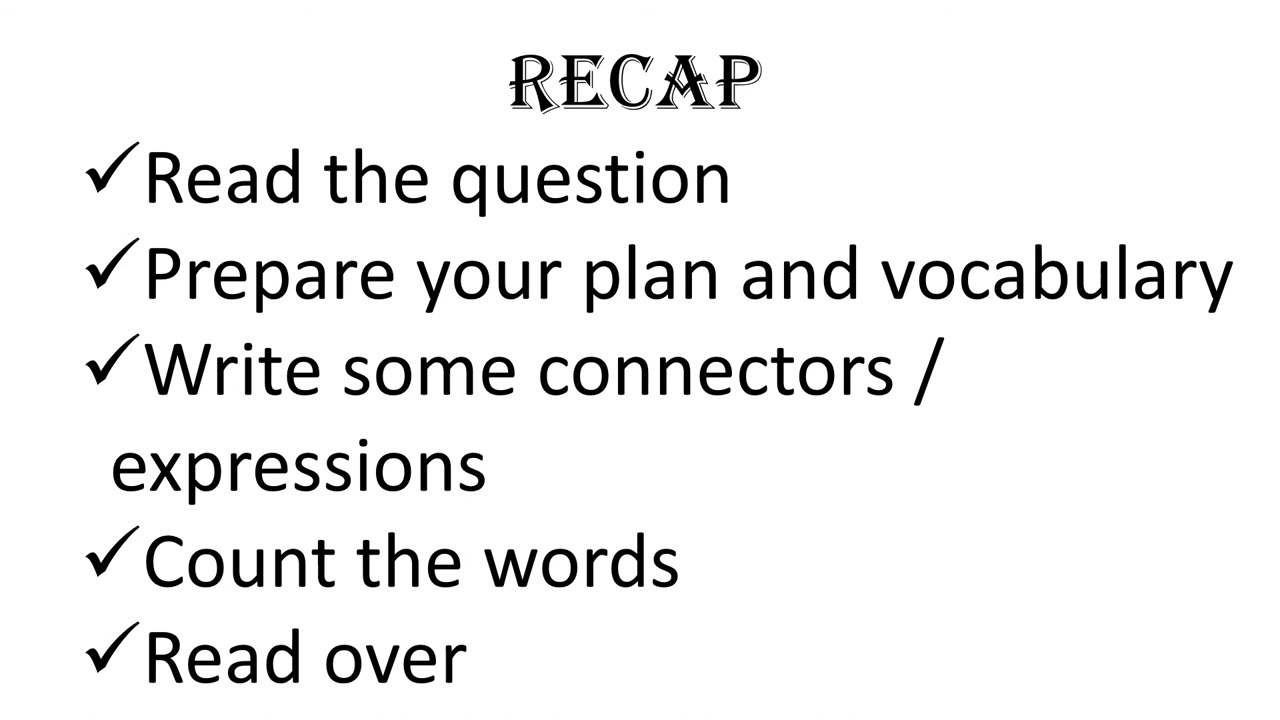 RECAP
✓Read the question
✓Prepare your plan and vocabulary
✓Write some connectors /
expressions
✓Count the words
✓Read over